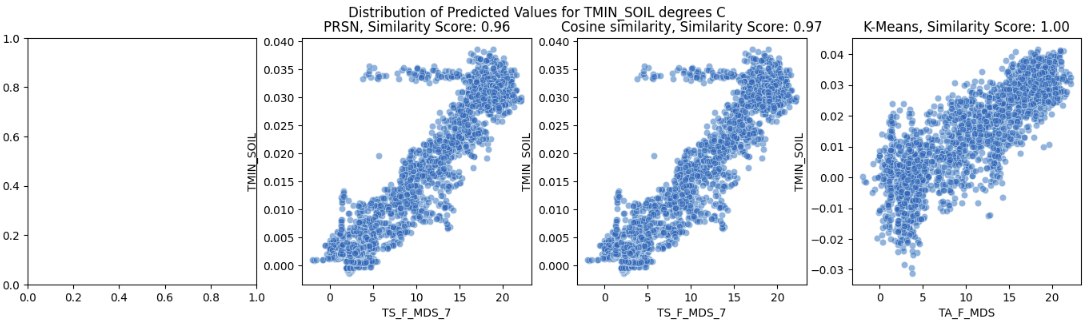 Distribution of Predicted Values for TMIN_SOIL degrees C
PRSN, Similarity Score: 0.96
Cosine similarity, Similarity Score: 0.97
K-Means, Similarity Score: 1.00
1.0
0.8
0.6
0.4
0.2
0.0
0.0 0.2 0.4 0.6 0.8 1.0
TMIN_SOIL
0.040
0.035
0.030
0.025
0.020
0.015
0.010
0.005
0.000
0 5 10 15 20
TS_F_MDS_7
TMIN_SOIL
0.040
0.035
0.030
0.025
0.020
0.015
0.010
0.005
0.000
0 5 10 15 20
TS_F_MDS_7
TMIN_SOIL
0.04
0.03
0.02
0.01
0.00
−0.01
−0.02
−0.03
0 5 10 15 20
TA_F_MDS